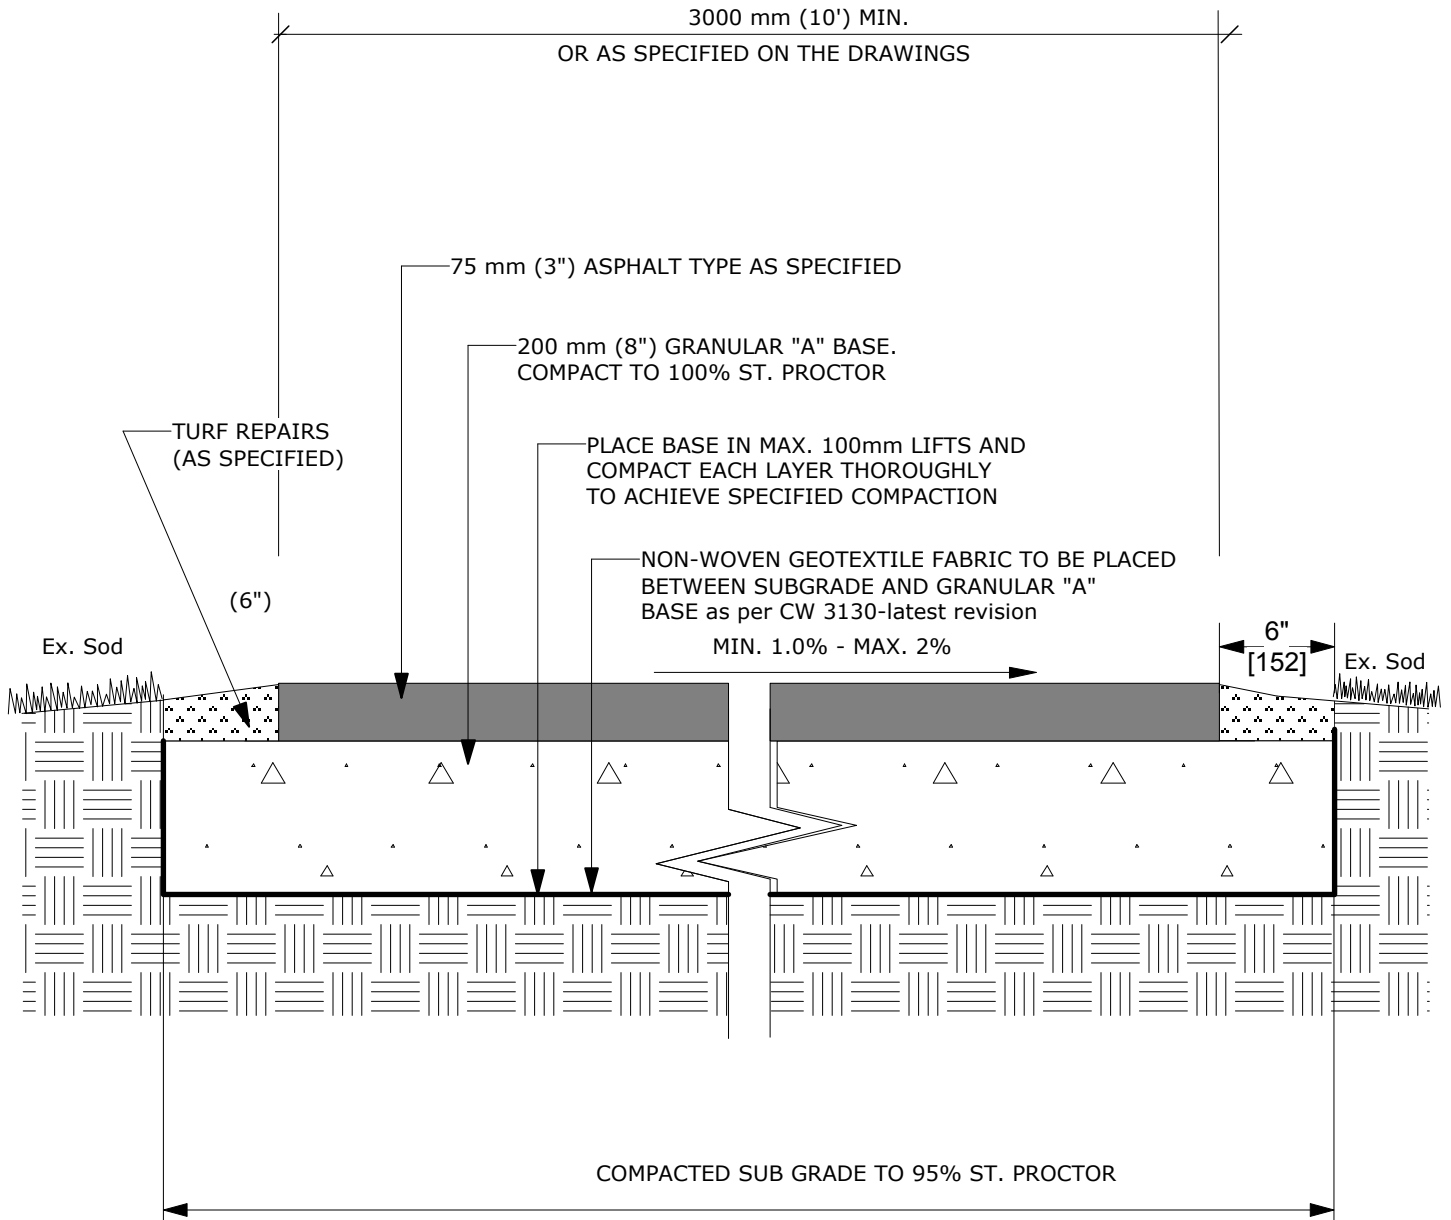 3000 mm (10') MIN.
OR AS SPECIFIED ON THE DRAWINGS
75 mm (3") ASPHALT TYPE AS SPECIFIED
200 mm (8") GRANULAR "A" BASE.
COMPACT TO 100% ST. PROCTOR
TURF REPAIRS
(AS SPECIFIED)
PLACE BASE IN MAX. 100mm LIFTS AND
COMPACT EACH LAYER THOROUGHLY
TO ACHIEVE SPECIFIED COMPACTION
NON-WOVEN GEOTEXTILE FABRIC TO BE PLACED
BETWEEN SUBGRADE AND GRANULAR "A"
BASE as per CW 3130-latest revision
(6")
MIN. 1.0% - MAX. 2%
6"
[152]
Ex. Sod
Ex. Sod
COMPACTED SUB GRADE TO 95% ST. PROCTOR